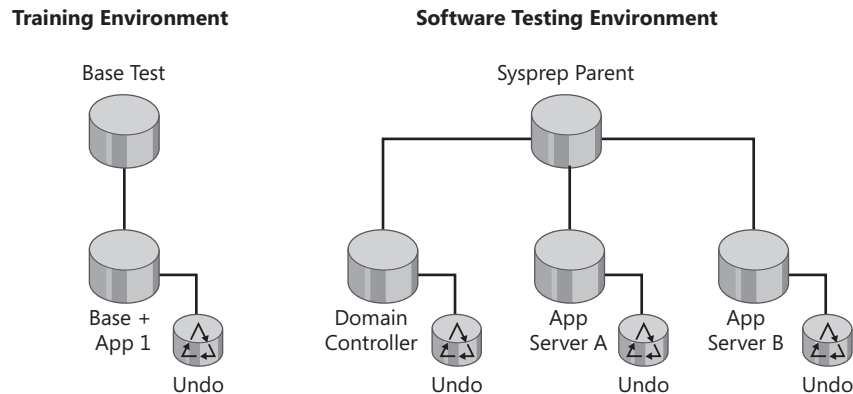 Training Environment
Software Testing Environment
Base Test
Sysprep Parent
Base +
App 1
Undo
Domain
Controller
Undo
App
Server A
Undo
App
Server B
Undo